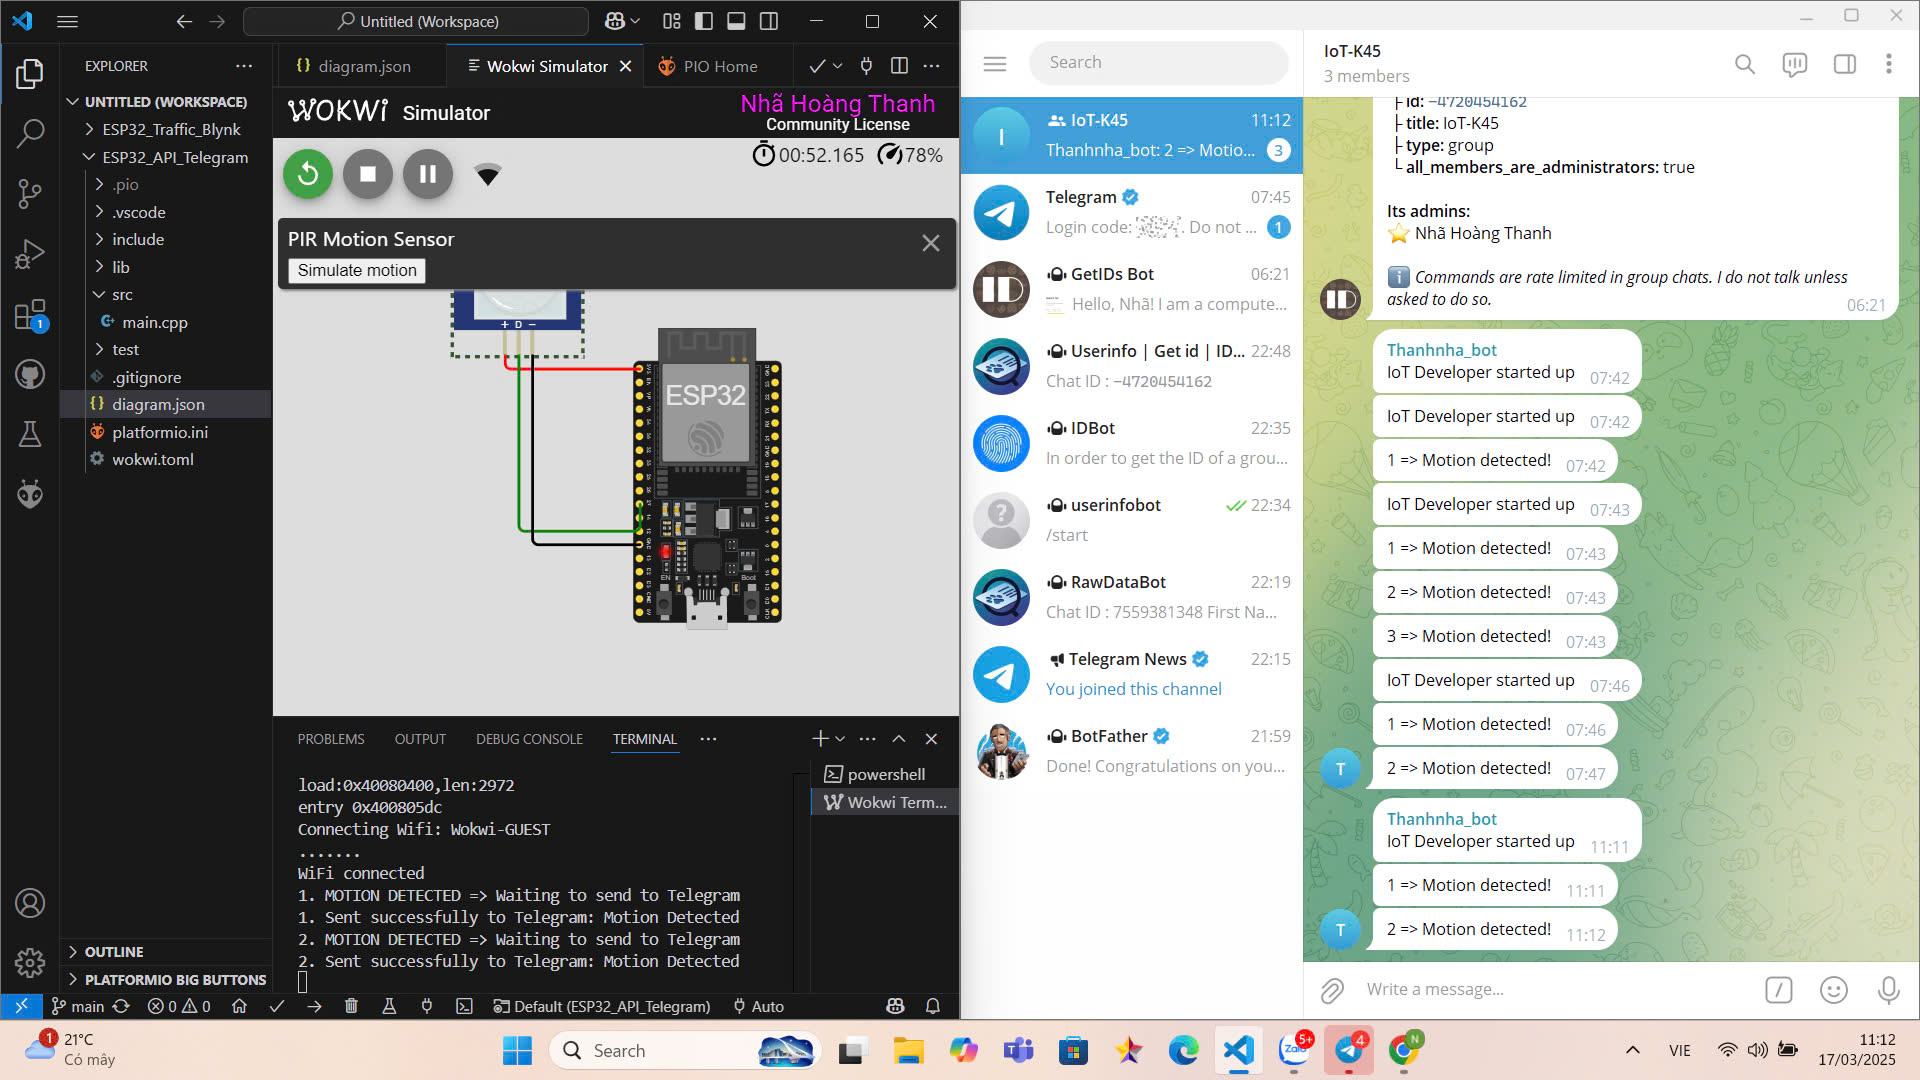 Untitled (Workspace)
EXPLORER
UNTITLED (WORKSPACE)
ESP32_Traffic_Blynk
ESP32_API_Telegram
.pio
.vscode
include
lib
src
main.cpp
test
.gitignore
diagram.json
platformio.ini
wokwi.toml
OUTLINE
PLATFORMIO BIG BUTTONS
1
diagram.json
Wokwi Simulator
PIO Home
WOKWi Simulator
Nhã Hoàng Thanh
Community License
00:52.165
78%
PIR Motion Sensor
Simulate motion
+ D −
ESP32
EN
Boot
PROBLEMS
OUTPUT
DEBUG CONSOLE
TERMINAL
powershell
Wokwi Term...
load:0x40080400,len:2972
entry 0x400805dc
Connecting Wifi: Wokwi-GUEST
.......
WiFi connected
1. MOTION DETECTED => Waiting to send to Telegram
1. Sent successfully to Telegram: Motion Detected
2. MOTION DETECTED => Waiting to send to Telegram
2. Sent successfully to Telegram: Motion Detected
main
0
0
Default (ESP32_API_Telegram)
Auto
Search
I
IoT-K45
11:12
Thanhnha_bot: 2 => Motio...
3
Telegram
07:45
Login code:
. Do not ...
1
GetIDs Bot
06:21
Hello, Nhã! I am a compute...
Userinfo | Get id | ID...
22:48
Chat ID : −4720454162
IDBot
22:35
In order to get the ID of a grou...
userinfobot
22:34
/start
RawDataBot
22:19
Chat ID : 7559381348 First Na...
Telegram News
22:15
You joined this channel
BotFather
21:59
Done! Congratulations on you...
IoT-K45
3 members
├ id: −4720454162
├ title: IoT-K45
├ type: group
└ all_members_are_administrators: true
Its admins:
⭐ Nhã Hoàng Thanh
ℹ️ Commands are rate limited in group chats. I do not talk unless
asked to do so.
06:21
ID
Thanhnha_bot
IoT Developer started up 07:42
IoT Developer started up 07:42
1 => Motion detected! 07:42
IoT Developer started up 07:43
1 => Motion detected! 07:43
2 => Motion detected! 07:43
3 => Motion detected! 07:43
IoT Developer started up 07:46
1 => Motion detected! 07:46
2 => Motion detected! 07:47
T
Thanhnha_bot
IoT Developer started up 11:11
1 => Motion detected! 11:11
2 => Motion detected! 11:12
T
Write a message...
1
21°C
Có mây
Search
Zalo
5+
4
N
VIE
11:12
17/03/2025